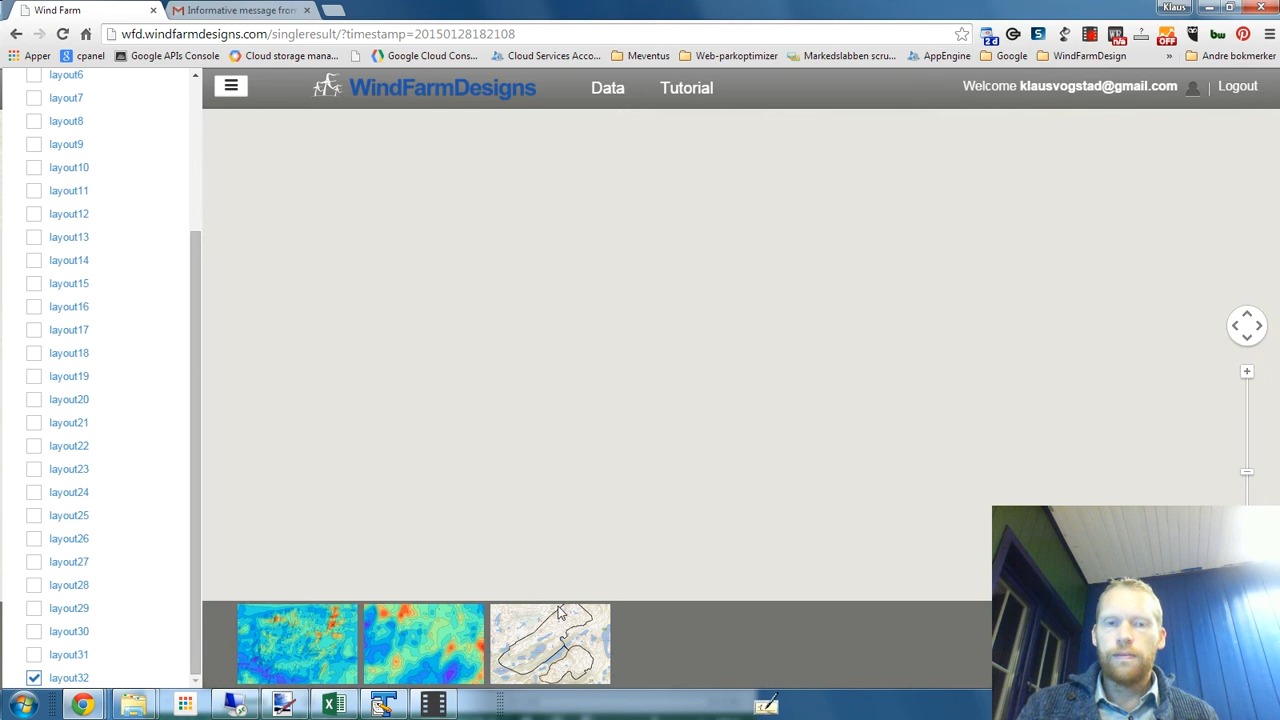 Wind Farm
Informative message from
Klaus
wfd.windfarmdesigns.com/singleresult/?timestamp=20150128182108
Apper
cpanel
Google APIs Console
Cloud storage mana...
Google Cloud Cons...
Cloud Services Acco...
Meventus
Web-parkoptimizer
Markedslabben scru...
AppEngine
Google
WindFarmDesign
»
Andre bokmerker
WindFarmDesigns
Data
Tutorial
Welcome klausvogstad@gmail.com
Logout
layout6
layout7
layout8
layout9
layout10
layout11
layout12
layout13
layout14
layout15
layout16
layout17
layout18
layout19
layout20
layout21
layout22
layout23
layout24
layout25
layout26
layout27
layout28
layout29
layout30
layout31
layout32